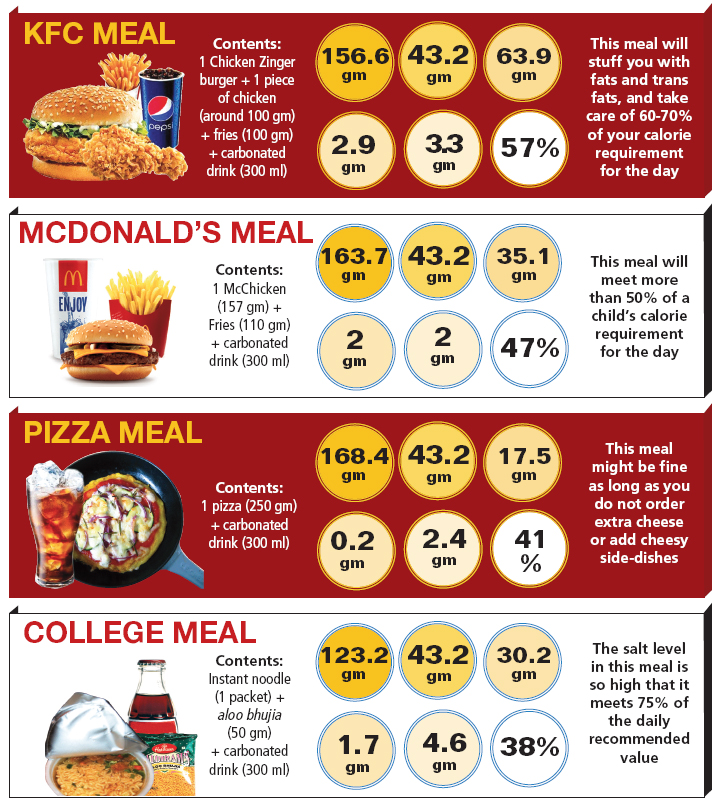 KFC MEAL
Contents:
1 Chicken Zinger
burger + 1 piece
of chicken
(around 100 gm)
+ fries (100 gm)
+ carbonated
drink (300 ml)
pepsi
156.6
gm
43.2
gm
63.9
gm
2.9
gm
3.3
gm
57%
This meal will
stuff you with
fats and trans
fats, and take
care of 60-70%
of your calorie
requirement
for the day
MCDONALD'S MEAL
Contents:
1 McChicken
(157 gm) +
Fries (110 gm)
+ carbonated
drink (300 ml)
M
ENJOY
163.7
gm
43.2
gm
35.1
gm
2
gm
2
gm
47%
This meal will
meet more
than 50% of a
child's calorie
requirement
for the day
PIZZA MEAL
Contents:
1 pizza (250 gm)
+ carbonated
drink (300 ml)
168.4
gm
43.2
gm
17.5
gm
0.2
gm
2.4
gm
41
%
This meal
might be fine
as long as you
do not order
extra cheese
or add cheesy
side-dishes
COLLEGE MEAL
Contents:
Instant noodle
(1 packet) +
aloo bhujia
(50 gm)
+ carbonated
drink (300 ml)
123.2
gm
43.2
gm
30.2
gm
1.7
gm
4.6
gm
38%
The salt level
in this meal is
so high that it
meets 75% of
the daily
recommended
value